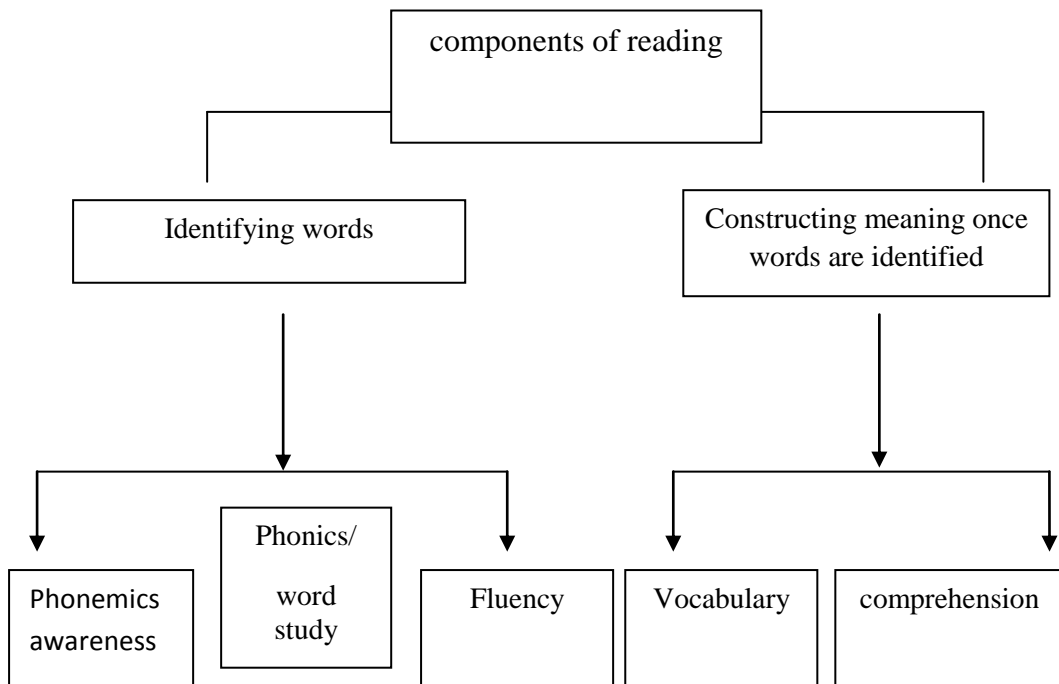 components of reading
Identifying words
Constructing meaning once
words are identified
Phonemics
awareness
Phonics/
word
study
Fluency
Vocabulary
comprehension